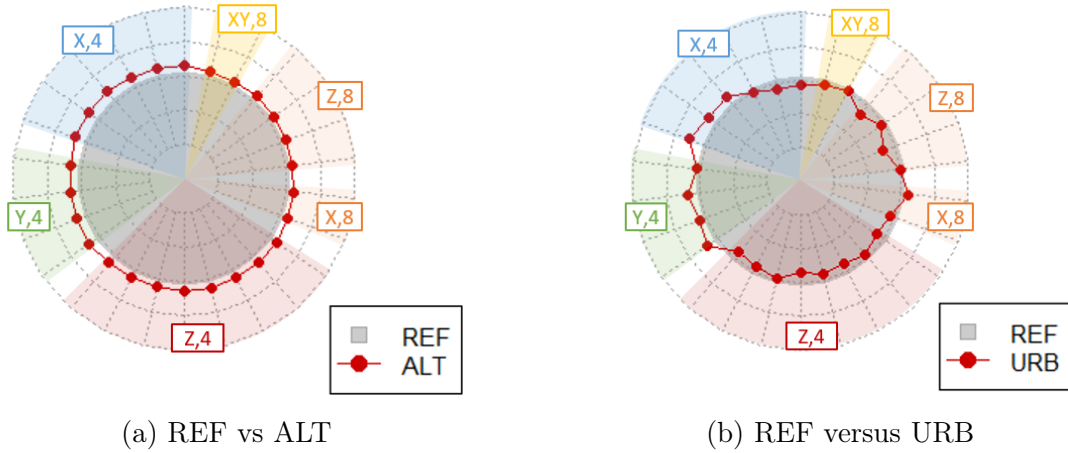 XY,8
X,4
Z,8
X,8
Y,4
Z,4
REF
ALT
(a) REF vs ALT
XY,8
X,4
Z,8
X,8
Y,4
Z,4
REF
URB
(b) REF versus URB